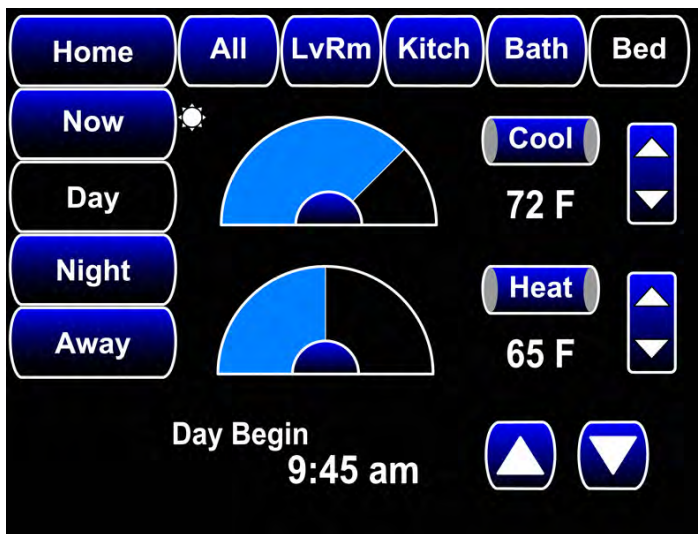 Home All LvRm Kitch Bath Bed
Now
Day
Night
Away
Cool
72 F
Heat
65 F
Day Begin
9:45 am